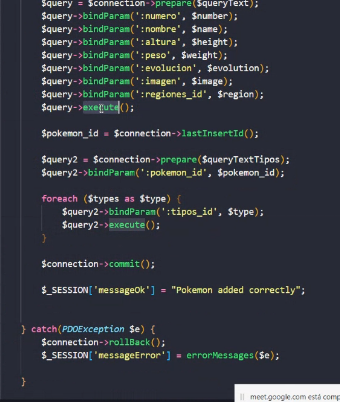 $query = $connection->prepare($queryText);
$query->bindParam(':numero', $number);
$query->bindParam(':nombre', $name);
$query->bindParam(':altura', $height);
$query->bindParam(':peso', $weight);
$query->bindParam(':evolucion', $evolution);
$query->bindParam(':imagen', $image);
$query->bindParam(':regiones_id', $region);
$query->execute();
$pokemon_id = $connection->lastInsertId();
$query2 = $connection->prepare($queryTextTipos);
$query2->bindParam(':pokemon_id', $pokemon_id);
foreach ($types as $type) {
$query2->bindParam(':tipos_id', $type);
$query2->execute();
}
$connection->commit();
$_SESSION['messageOk'] = "Pokemon added correctly";
} catch(PDOException $e) {
$connection->rollBack();
$_SESSION['messageError'] = errorMessages($e);
}
meet.google.com está comp